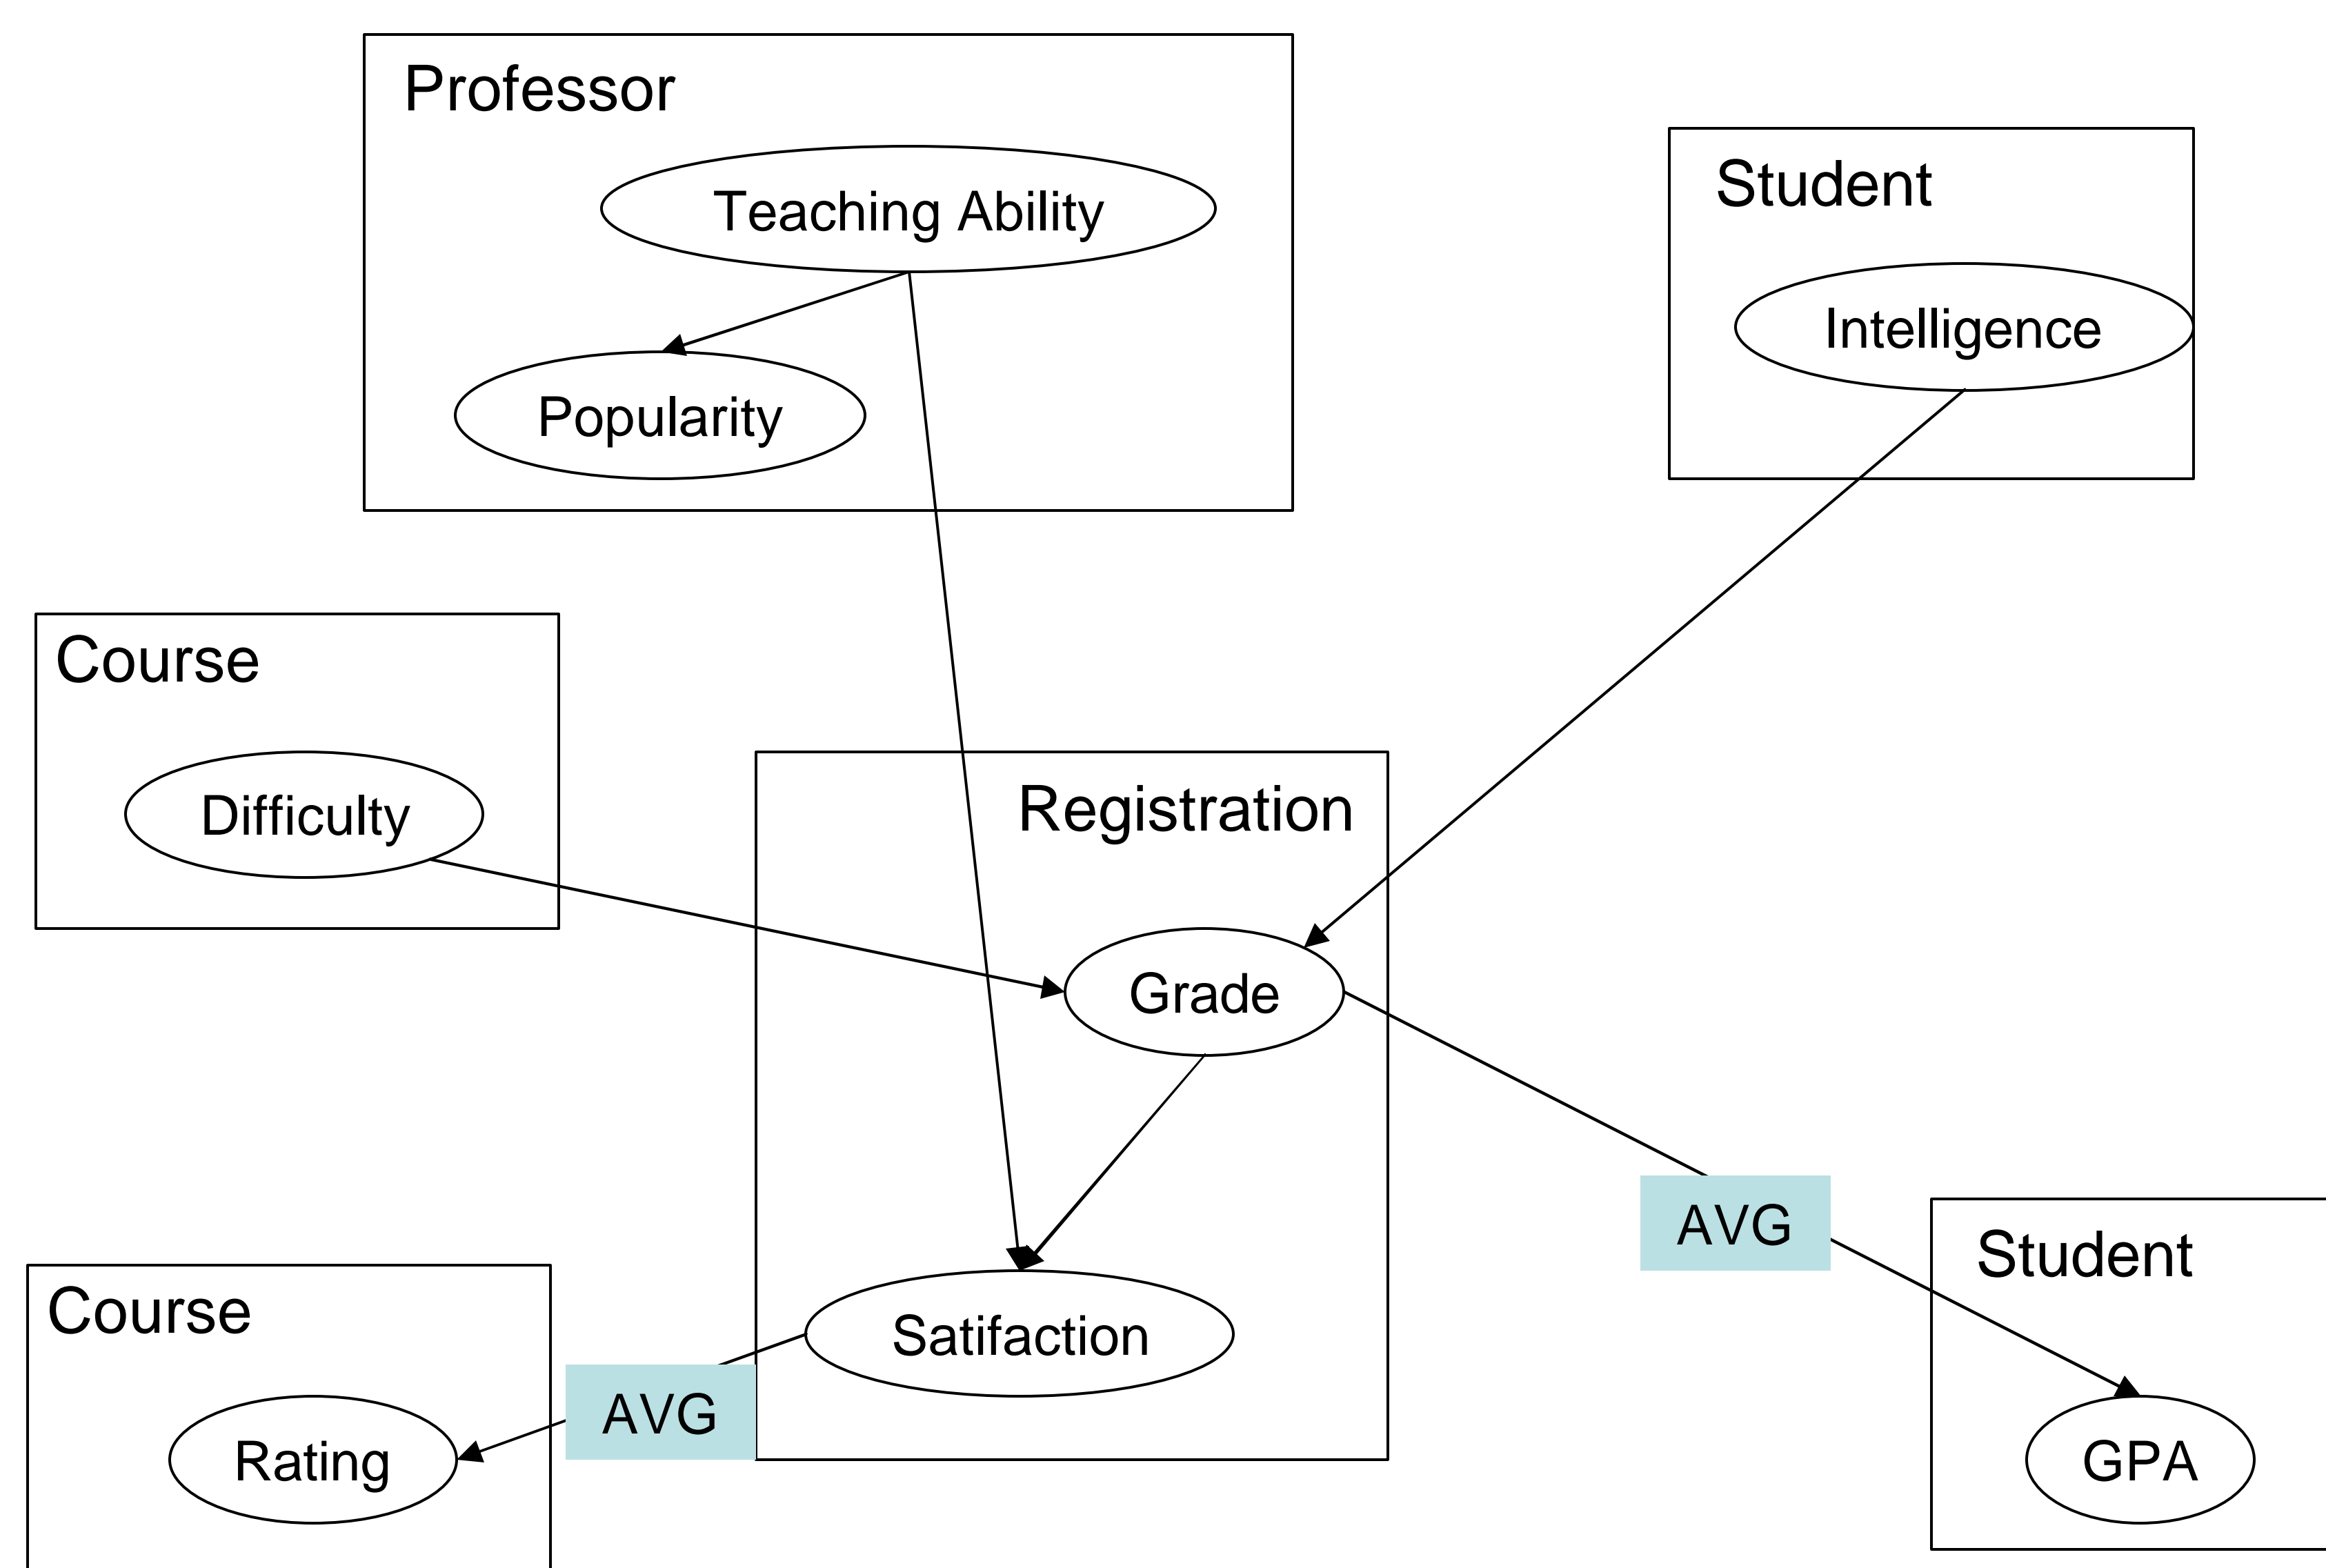 Professor
Teaching Ability
Popularity
Student
Intelligence
Course
Difficulty
Registration
Grade
Satifaction
AVG
Student
GPA
AVG
Course
Rating